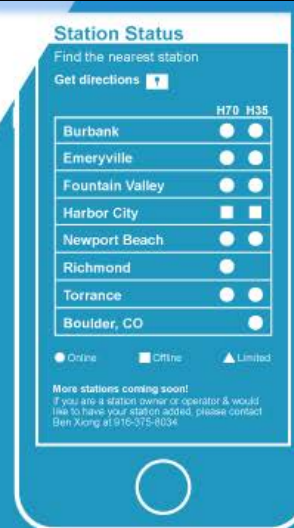 Station Status
Find the nearest station
Get directions
H70 H35
Burbank
Emeryville
Fountain Valley
Harbor City
Newport Beach
Richmond
Torrance
Boulder, CO
Online Offline Limited
More stations coming soon!
If you are a station owner or operator & would
like to have your station added, please contact
Ben Xiong at 916-375-8034.